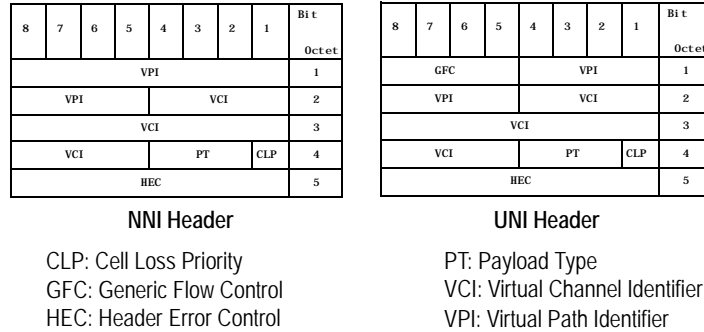 8 7 6 5 4 3 2 1 Bit
Octet
VPI 1
VPI VCI 2
VCI 3
VCI PT CLP 4
HEC 5
NNI Header
8 7 6 5 4 3 2 1 Bit
Octet
GFC VPI 1
VPI VCI 2
VCI 3
VCI PT CLP 4
HEC 5
UNI Header
CLP: Cell Loss Priority
GFC: Generic Flow Control
HEC: Header Error Control
PT: Payload Type
VCI: Virtual Channel Identifier
VPI: Virtual Path Identifier